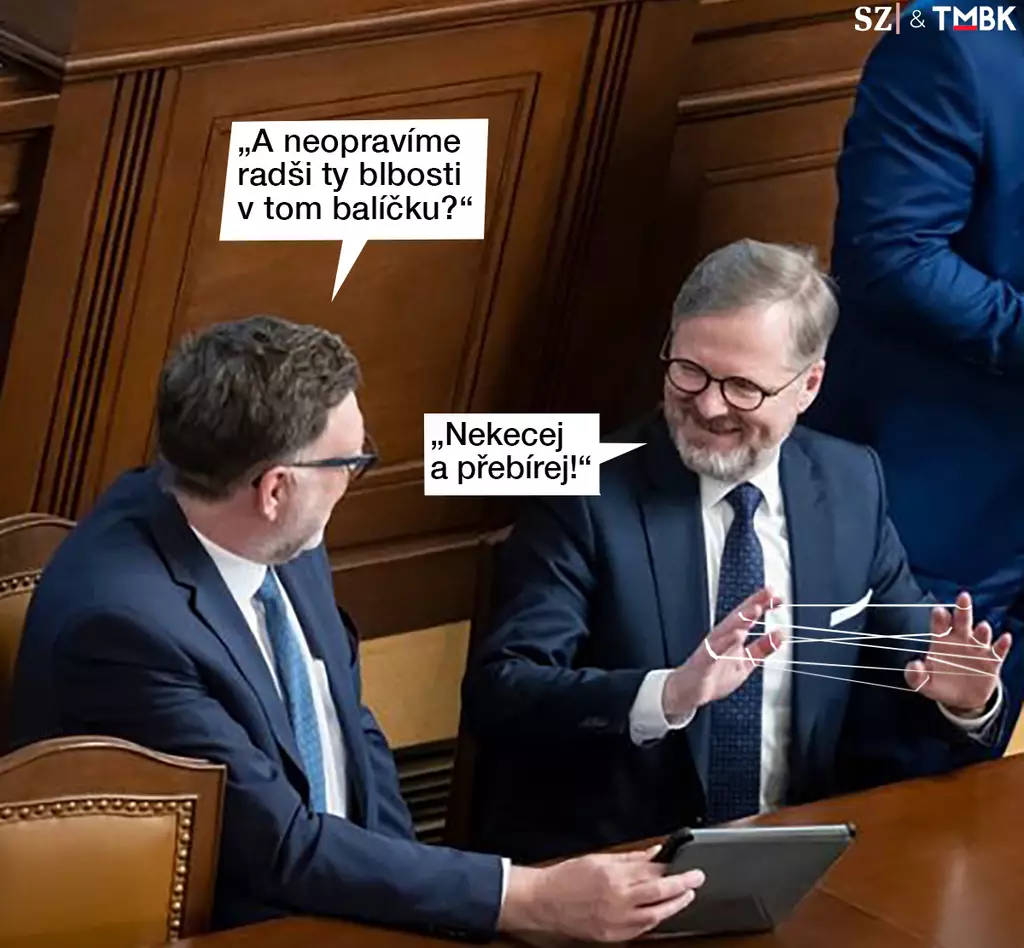 SZ| & TMBK
„A neopravíme
radši ty blbosti
v tom balíčku?“
„Nekecej
a přebírej!“